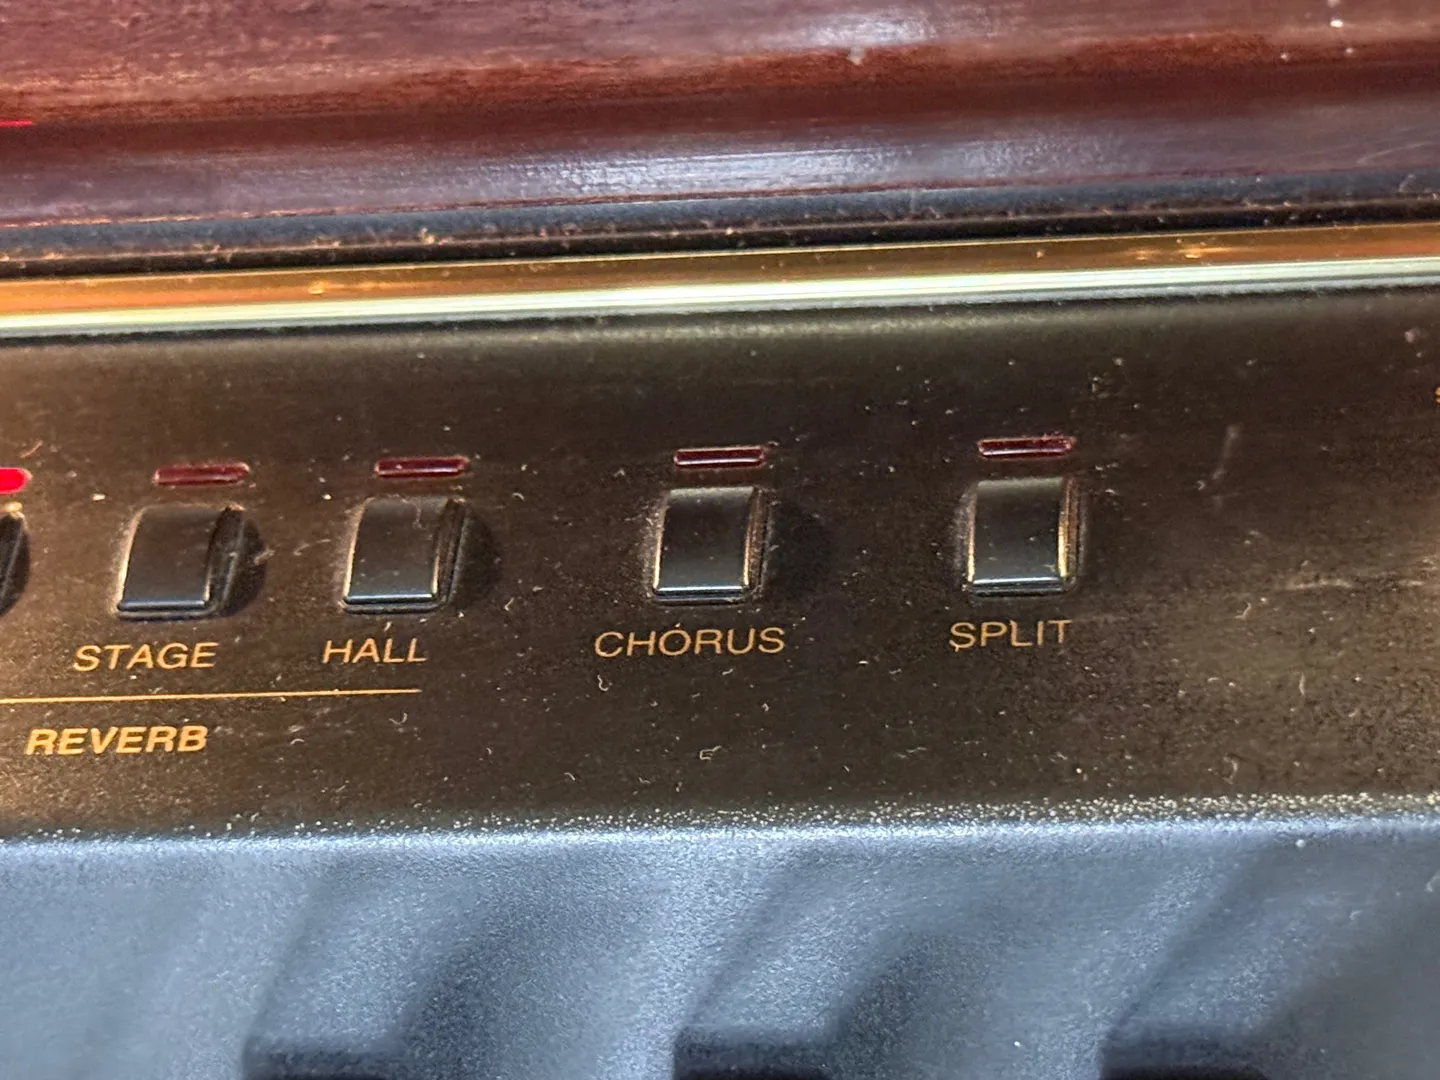 STAGE HALL CHORUS SPLIT
REVERB